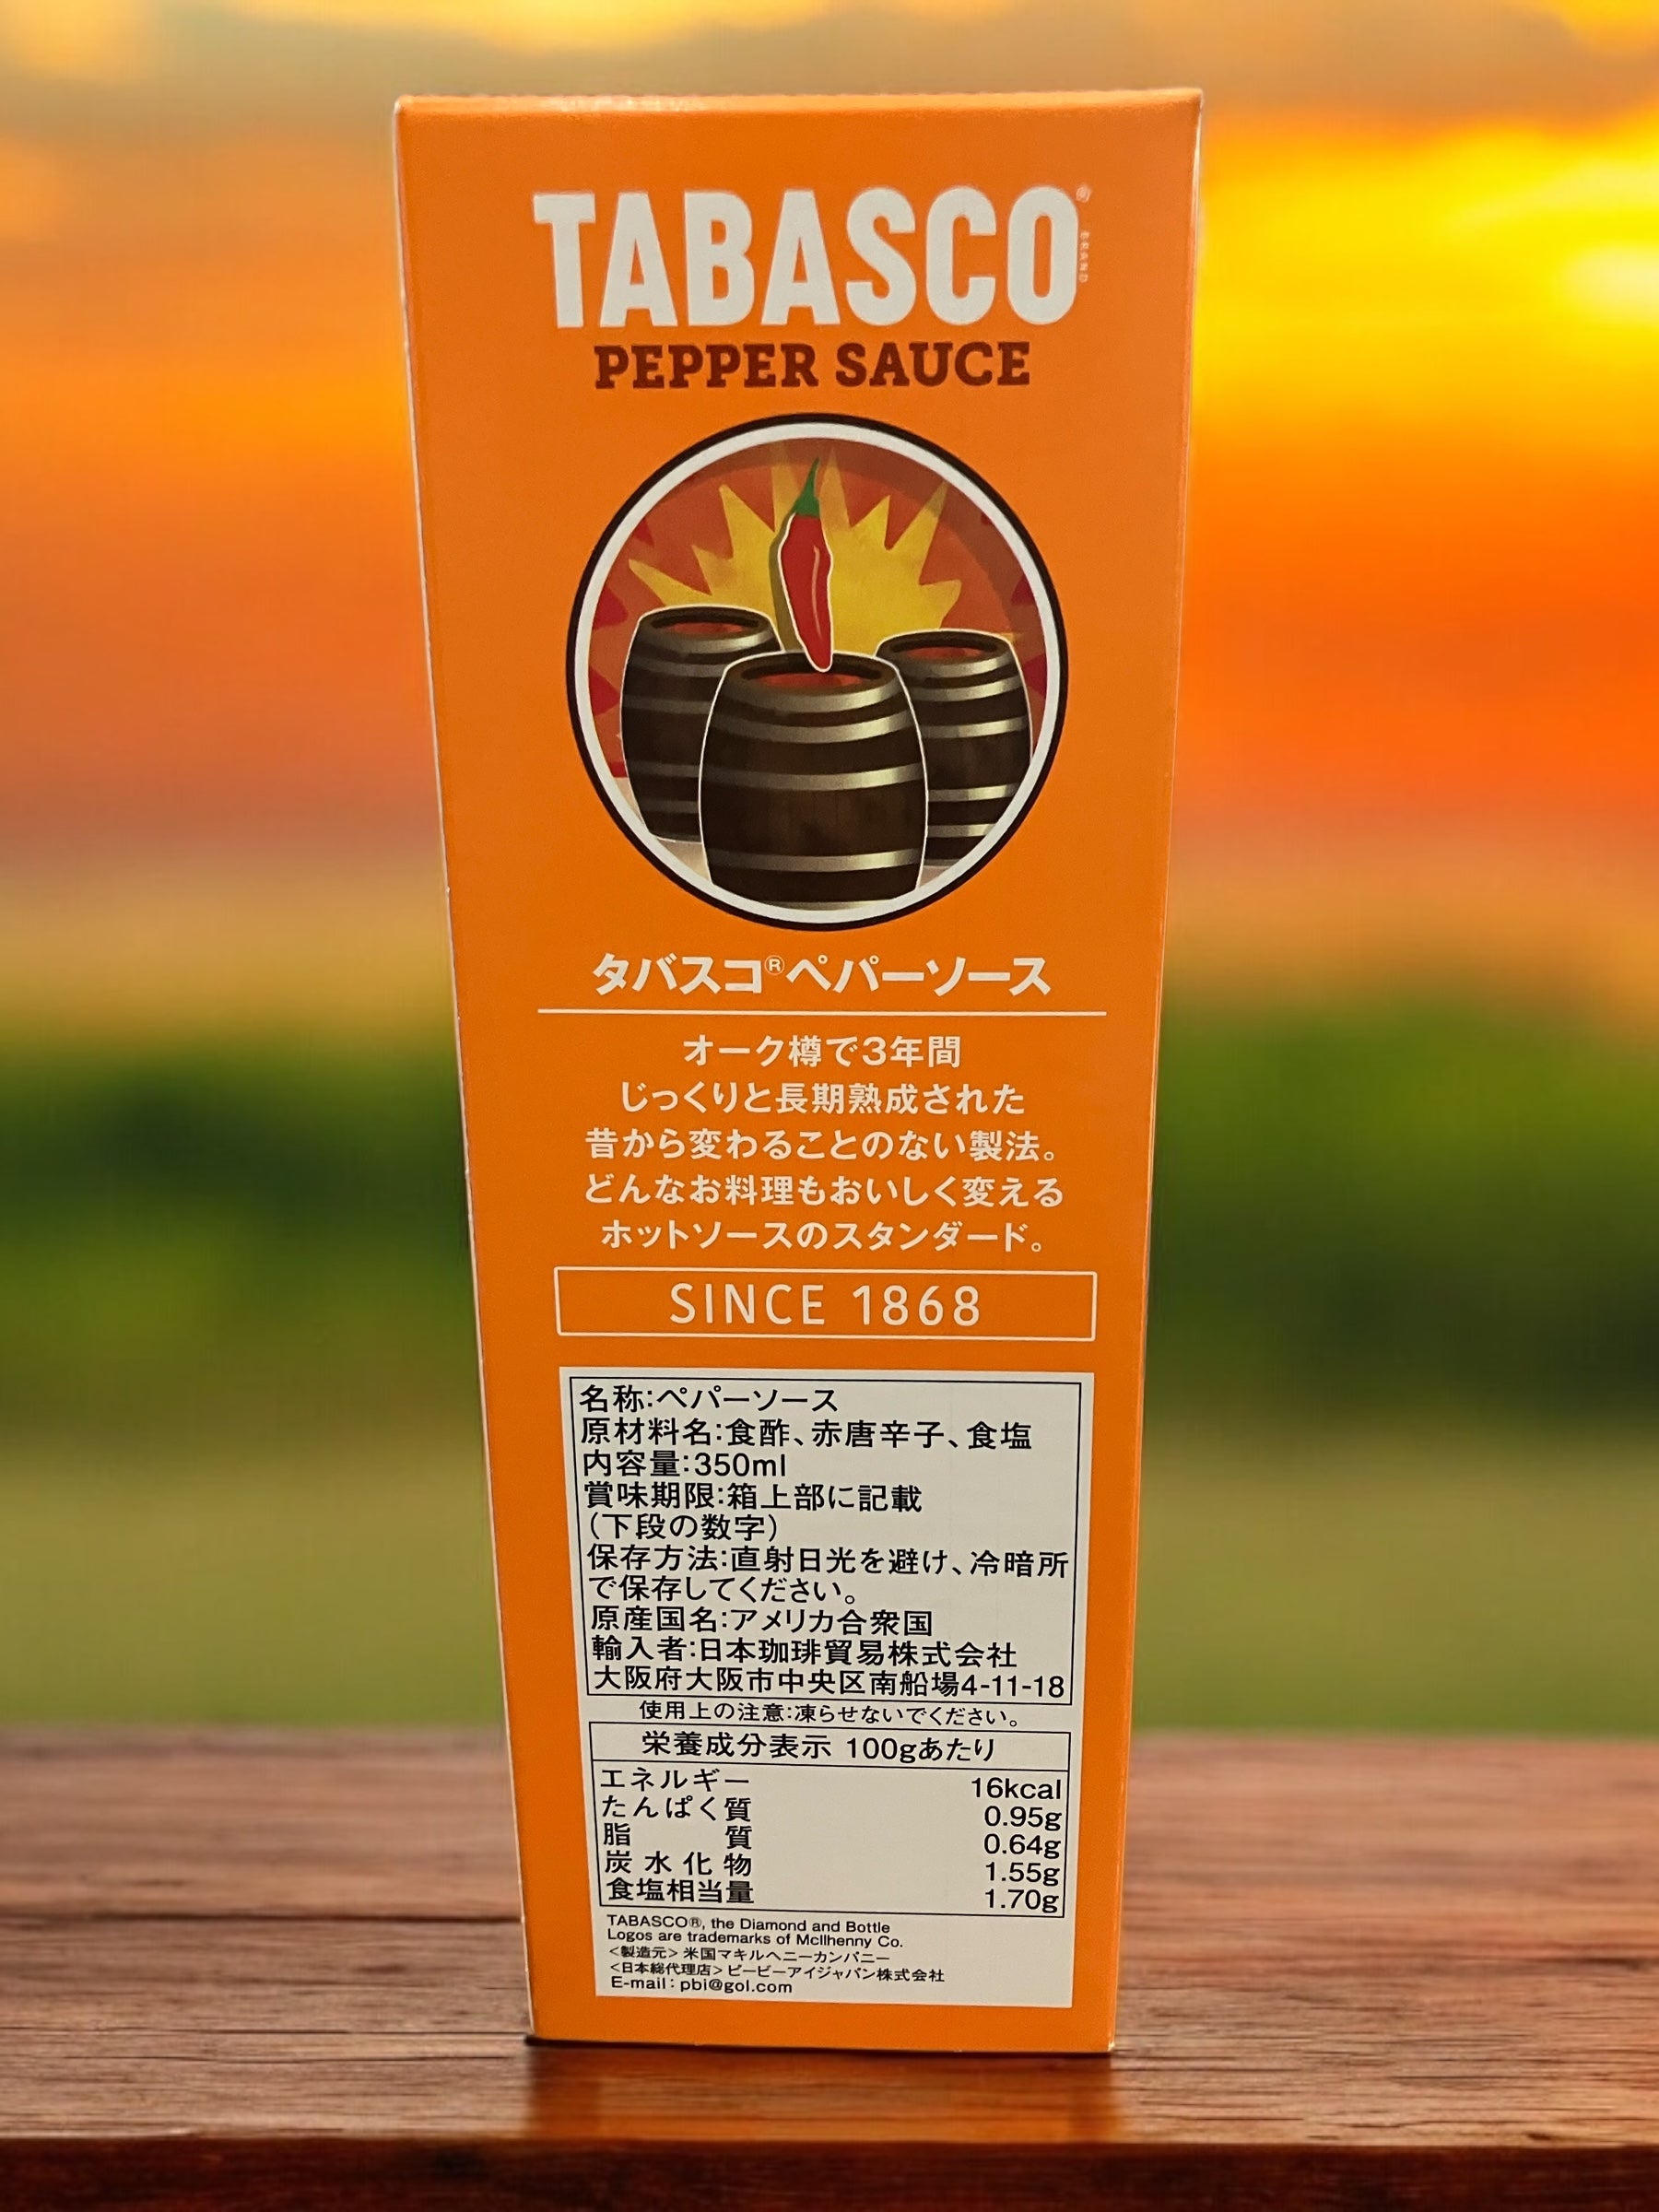 TABASCO®
BRAND
PEPPER SAUCE
タバスコ®ペパーソース
オーク樽で3年間
じっくりと長期熟成された
昔から変わることのない製法。
どんなお料理もおいしく変える
ホットソースのスタンダード。
SINCE 1868
名称:ペパーソース
原材料名:食酢、赤唐辛子、食塩
内容量:350ml
賞味期限:箱上部に記載
(下段の数字)
保存方法:直射日光を避け、冷暗所
で保存してください。
原産国名:アメリカ合衆国
輸入者:日本珈琲貿易株式会社
大阪府大阪市中央区南船場4-11-18
使用上の注意:凍らせないでください。
栄養成分表示 100gあたり
エネルギー 16kcal
たんぱく質 0.95g
脂質 0.64g
炭水化物 1.55g
食塩相当量 1.70g
TABASCO®, the Diamond and Bottle
Logos are trademarks of McIlhenny Co.
<製造元> 米国マキルヘニーカンパニー
<日本総代理店> ピービーアイジャパン株式会社
E-mail : pbi@gol.com